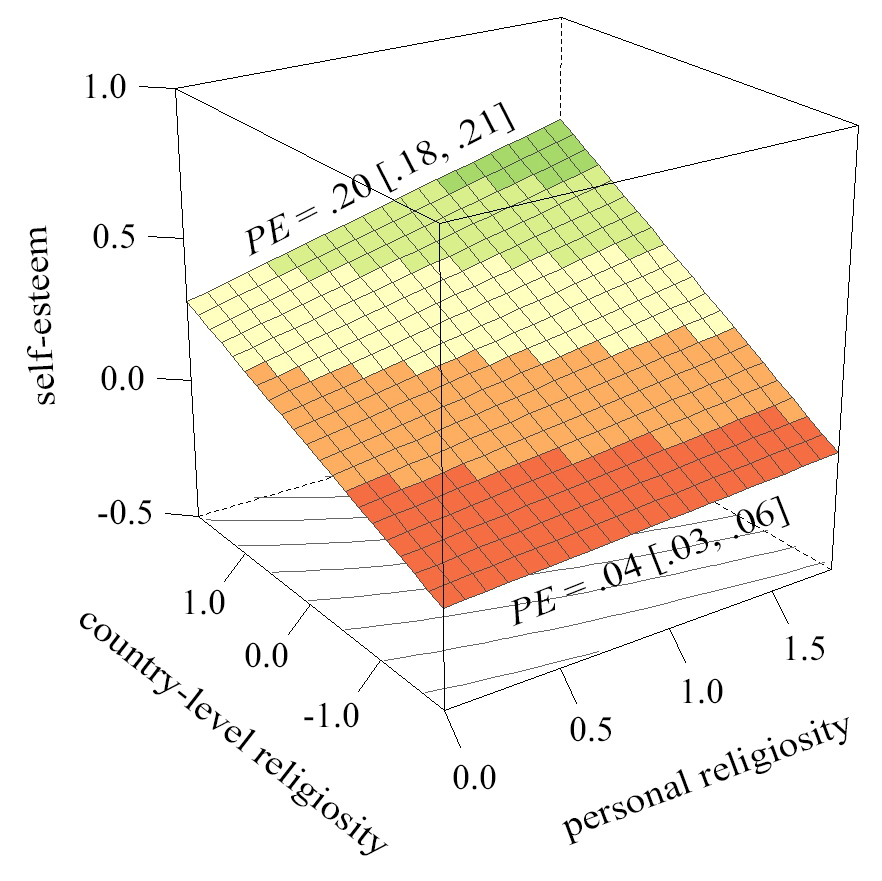 1.0
PE = .20 [.18, .21]
0.5
self-esteem
0.0
-0.5
PE = .04 [.03, .06]
1.0
0.0
-1.0
country-level religiosity
0.0
0.5
1.0
1.5
personal religiosity